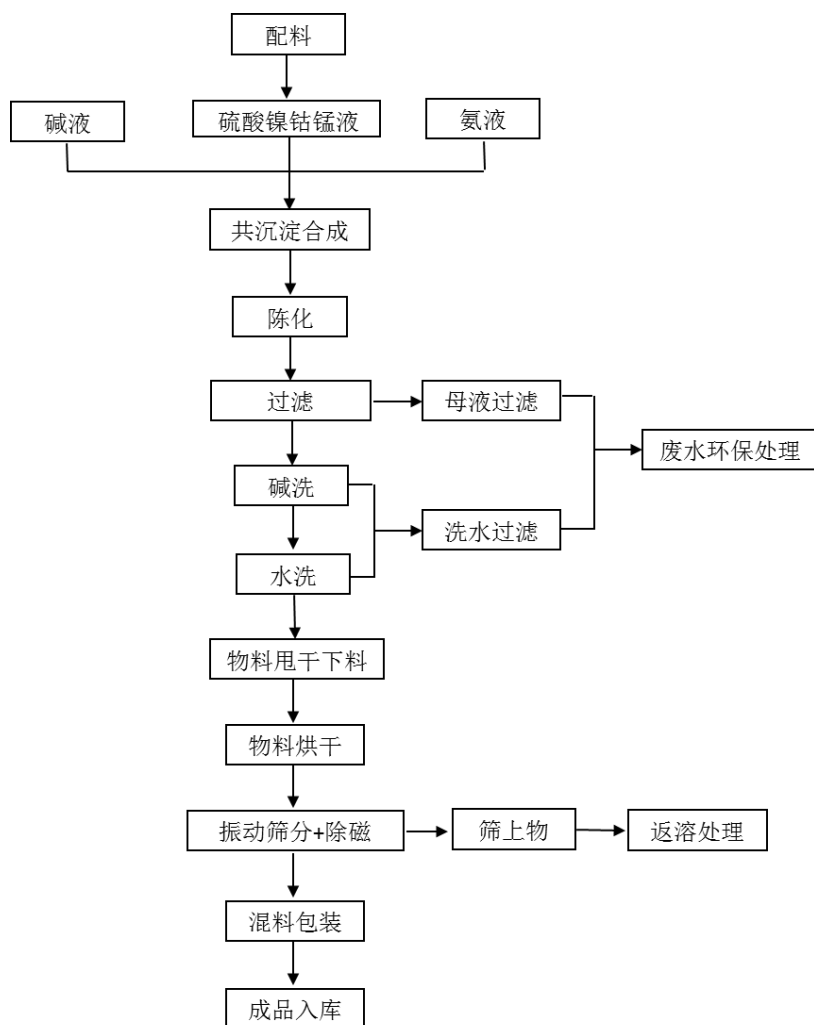 配料
碱液
硫酸镍钴锰液
氨液
共沉淀合成
陈化
过滤
母液过滤
废水环保处理
碱洗
洗水过滤
水洗
物料甩干下料
物料烘干
振动筛分+除磁
筛上物
返溶处理
混料包装
成品入库